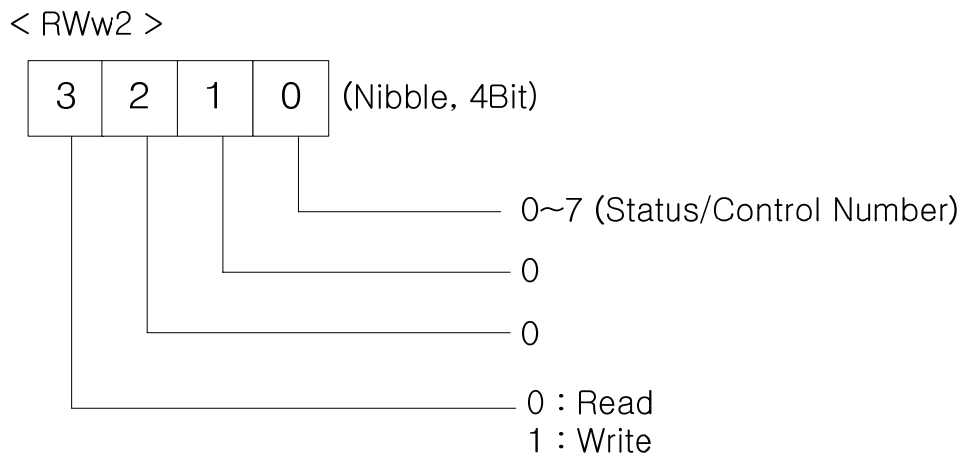 < RWw2 >
3 2 1 0 (Nibble, 4Bit)
0~7 (Status/Control Number)
0
0
0 : Read
1 : Write